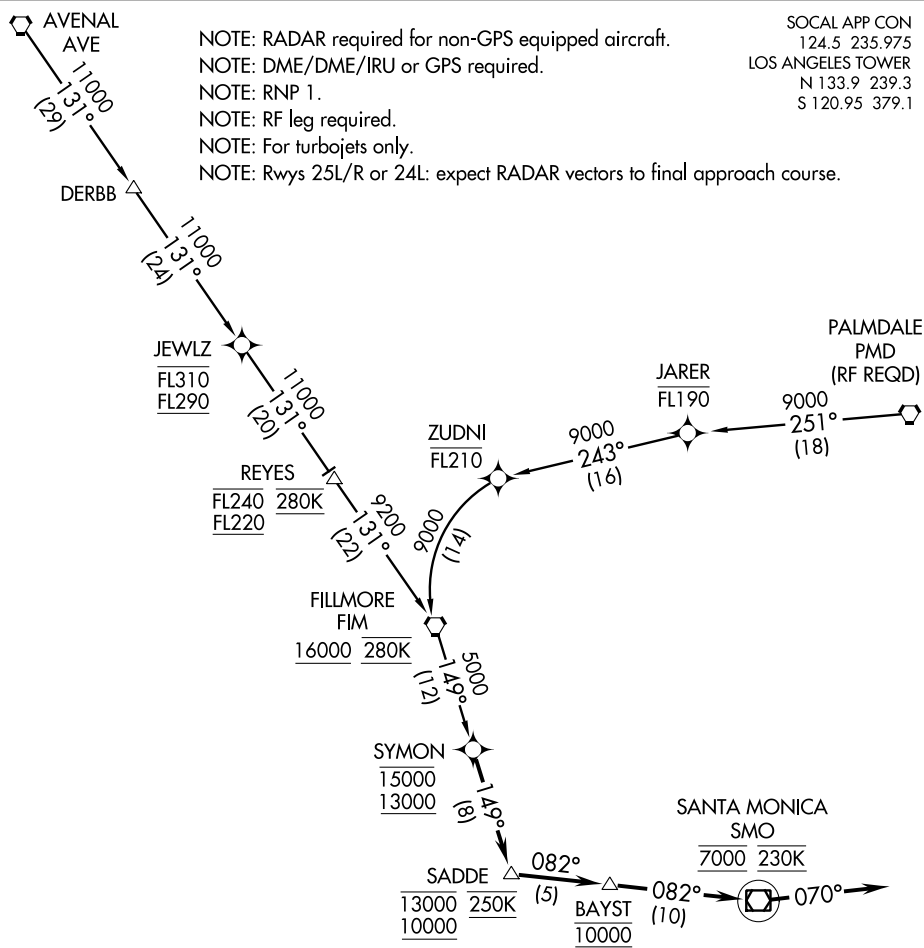 AVENAL
AVE
NOTE: RADAR required for non-GPS equipped aircraft.
NOTE: DME/DME/IRU or GPS required.
NOTE: RNP 1.
NOTE: RF leg required.
NOTE: For turbojets only.
NOTE: Rwys 25L/R or 24L: expect RADAR vectors to final approach course.
SOCAL APP CON
124.5 235.975
LOS ANGELES TOWER
N 133.9 239.3
S 120.95 379.1
11000
131°
(29)
DERBB
11000
131°
(24)
JEWLZ
FL310
FL290
11000
131°
(20)
REYES
FL240 280K
FL220
9200
131°
(22)
PALMDALE
PMD
(RF REQD)
9000
251°
(18)
JARER
FL190
9000
243°
(16)
ZUDNI
FL210
9000
(14)
FILLMORE
FIM
16000 280K
5000
149°
(12)
SYMON
15000
13000
149°
(8)
SADDE
13000 250K
10000
082°
(5)
BAYST
10000
082°
(10)
SANTA MONICA
SMO
7000 230K
070°